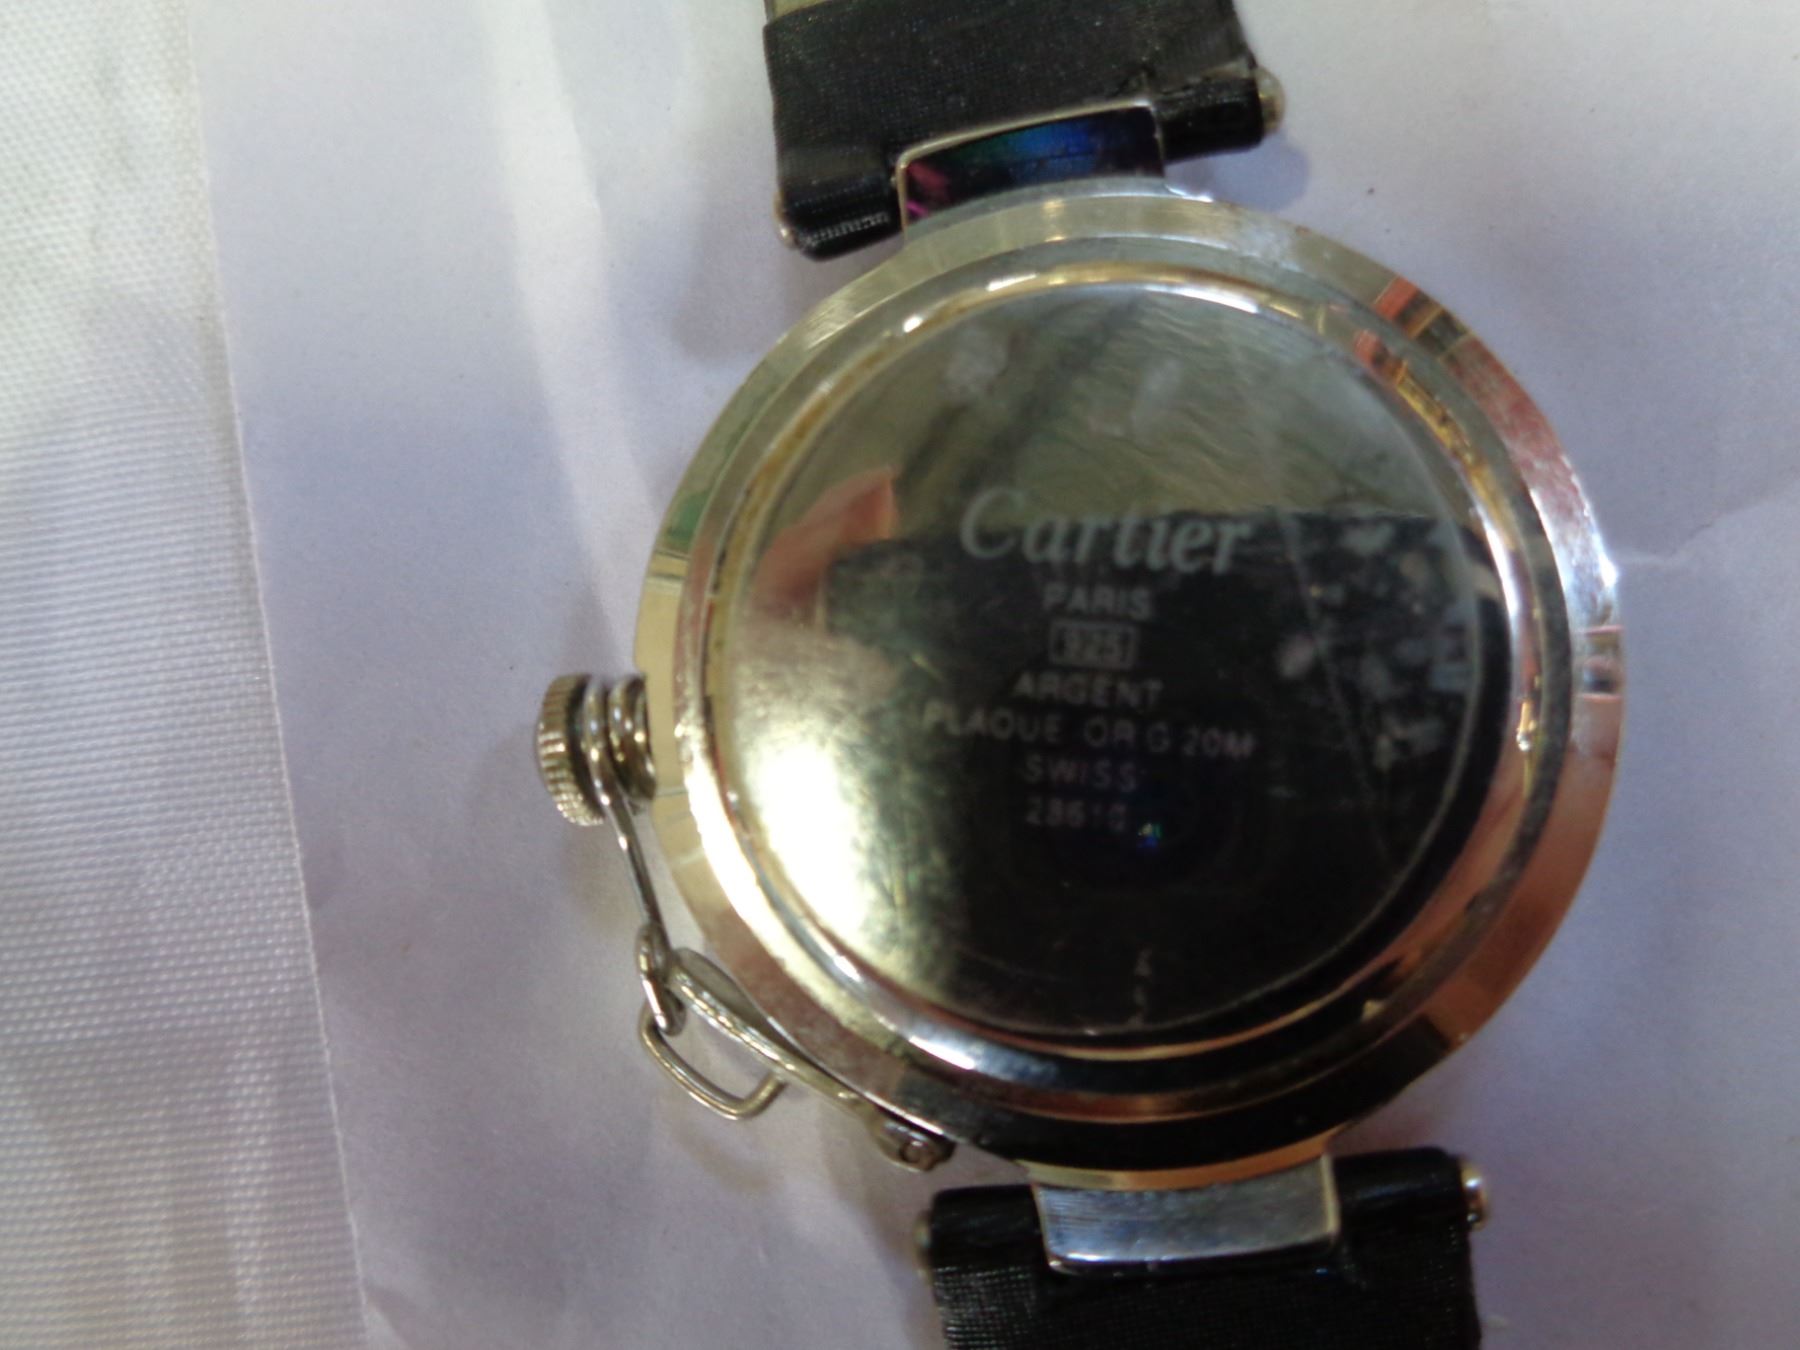 Cartier
PARIS
925
ARGENT
PLAQUE OR G 20M
SWISS